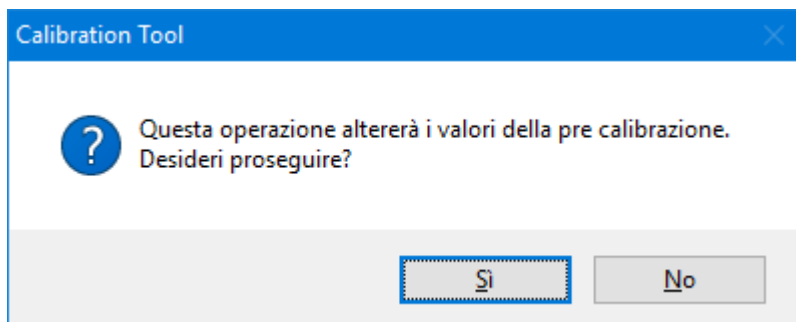 Calibration Tool
Questa operazione altererà i valori della pre calibrazione.
Desideri proseguire?
Sì
No